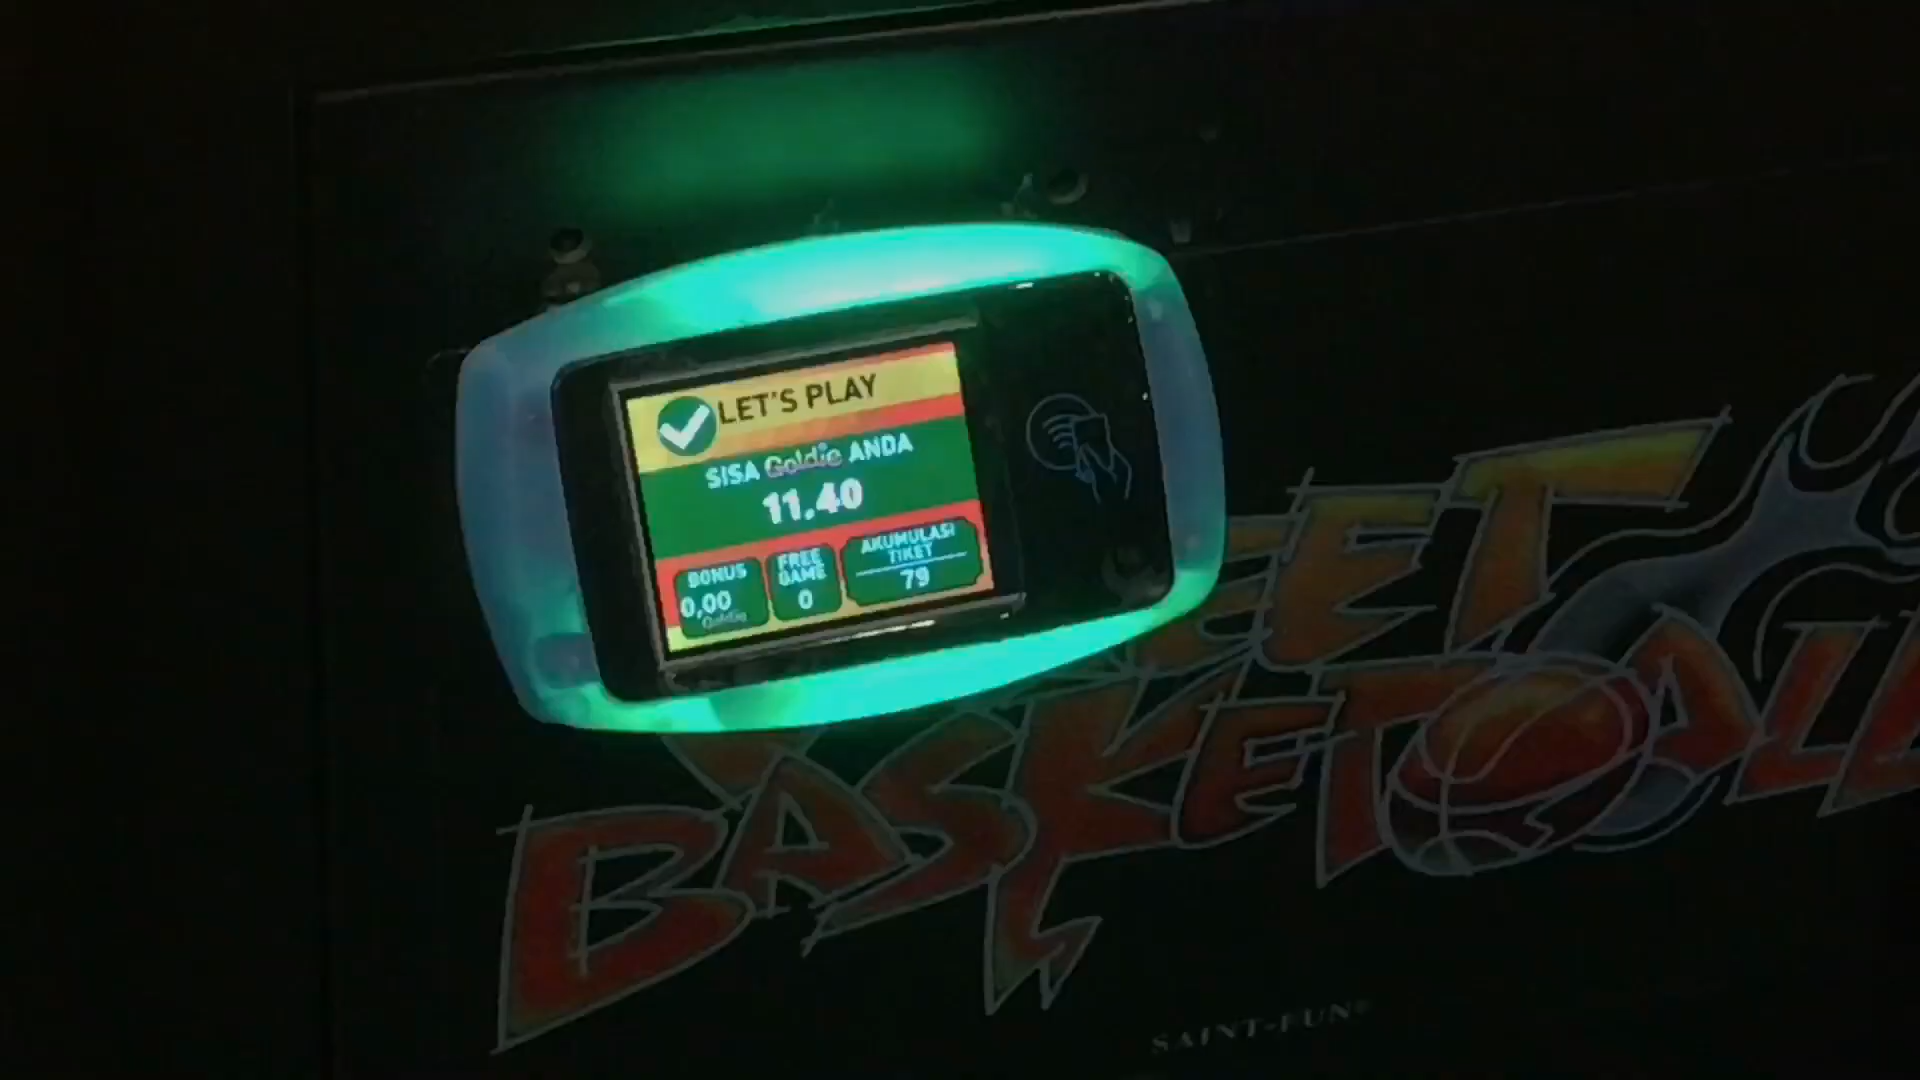 LET'S PLAY
SISA Goldie ANDA
11.40
BONUS
0,00
Goldie
FREE
GAME
0
AKUMULASI
TIKET
79
BASKETBALL
SAINT-FUN®